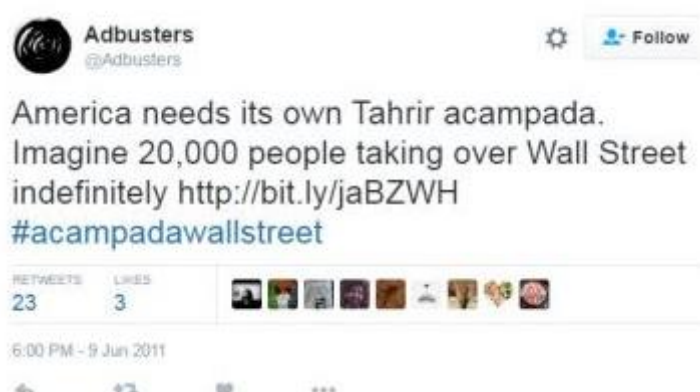 Adbusters
Follow
@Adbusters
America needs its own Tahrir acampada.
Imagine 20,000 people taking over Wall Street
indefinitely http://bit.ly/jaBZWH
#acampadawallstreet
RETWEETS LIKES
23 3
6:00 PM - 9 Jun 2011